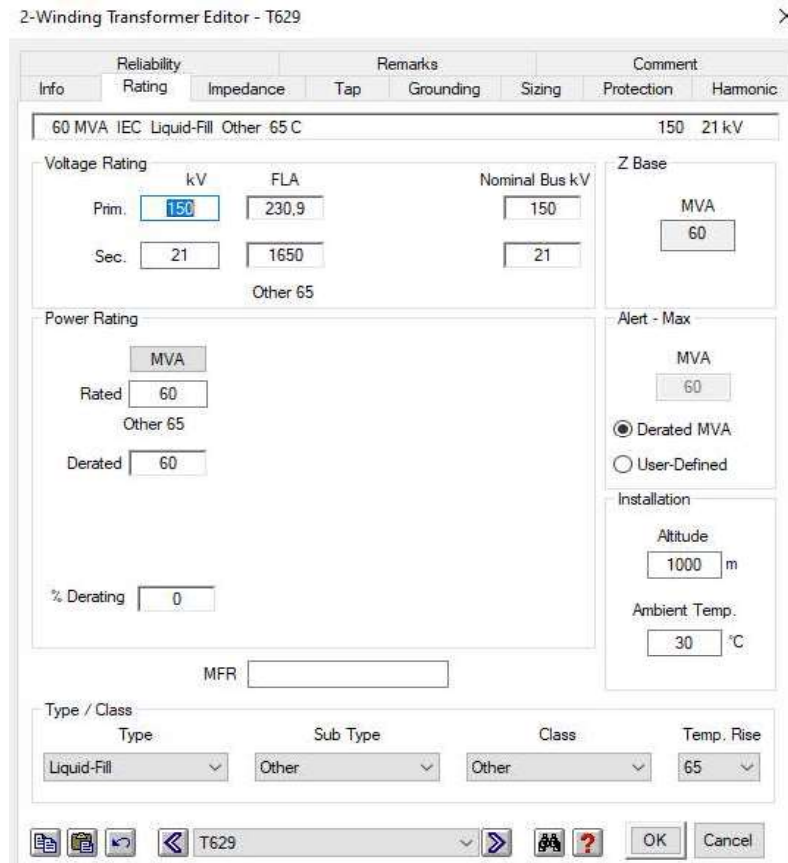 2-Winding Transformer Editor - T629
Reliability Remarks Comment
Info Rating Impedance Tap Grounding Sizing Protection Harmonic
60 MVA IEC Liquid-Fill Other 65 C 150 21 kV
Voltage Rating
kV FLA Nominal Bus kV
Prim. 150 230,9 150
Sec. 21 1650 21
Other 65
Z Base
MVA
60
Power Rating
MVA
Rated 60
Other 65
Derated 60
% Derating 0
Alert - Max
MVA
60
Derated MVA
User-Defined
Installation
Altitude
1000 m
Ambient Temp.
30 °C
MFR
Type / Class
Type Sub Type Class Temp. Rise
Liquid-Fill Other Other 65
T629 ? OK Cancel